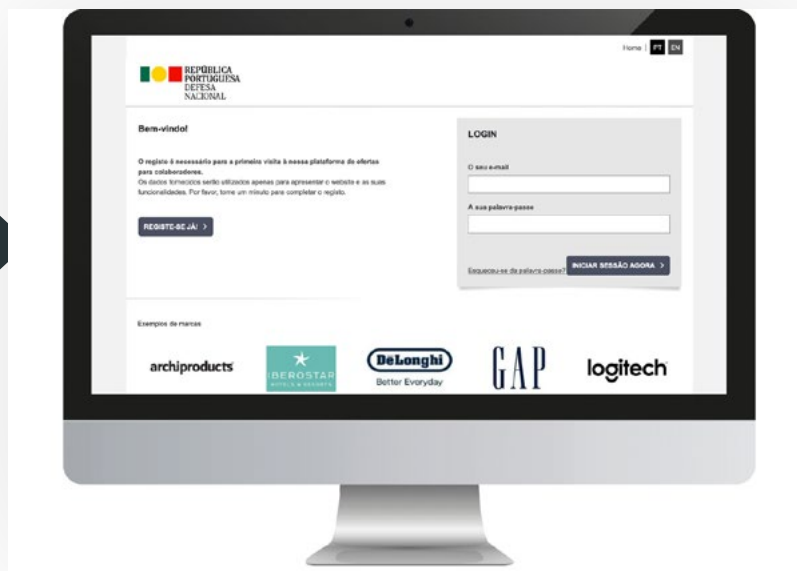 Home | PT EN
REPÚBLICA
PORTUGUESA
DEFESA
NACIONAL
Bem-vindo!
O registo é necessário para a primeira visita à nossa plataforma de ofertas
para colaboradores.
Os dados fornecidos serão utilizados apenas para apresentar o website e as suas
funcionalidades. Por favor, tome um minuto para completar o registo.
REGISTE-SE JÁ! >
LOGIN
O seu e-mail
A sua palavra-passe
Esqueceu-se da palavra-passe?
INICIAR SESSÃO AGORA >
Exemplos de marcas
archiproducts
IBEROSTAR
HOTELS & RESORTS
DeLonghi
Better Everyday
GAP
logitech